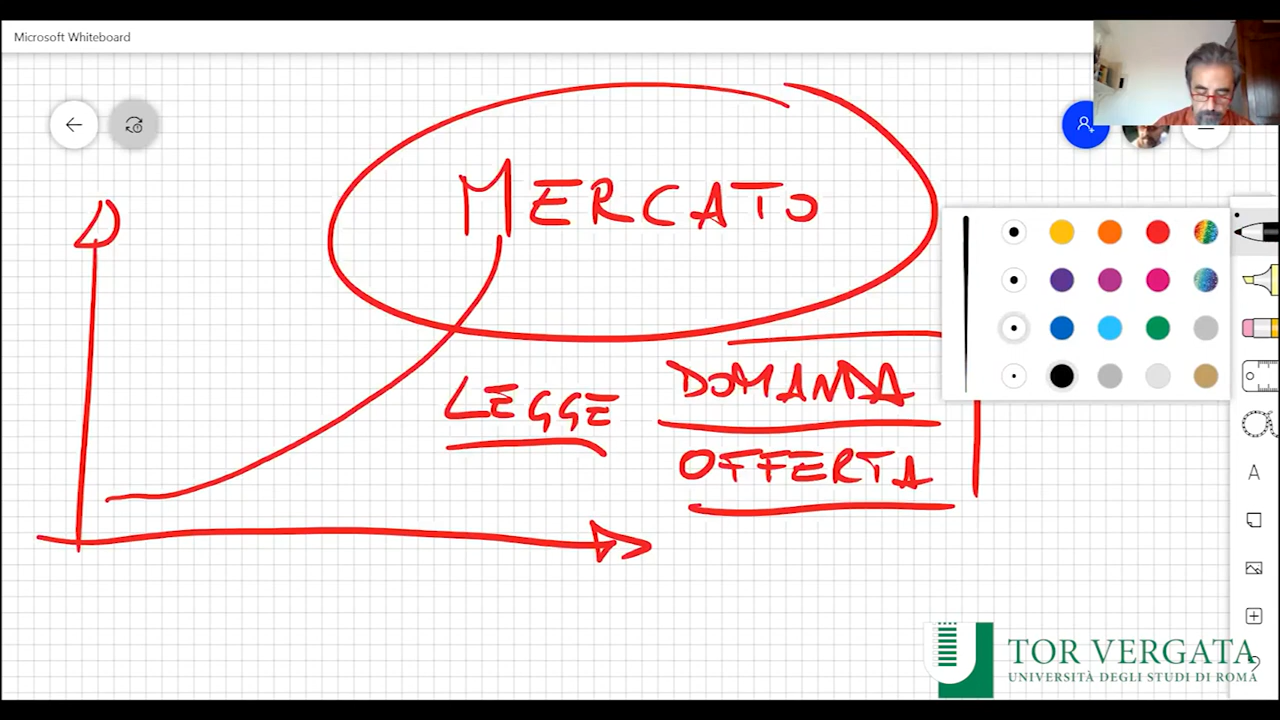 Microsoft Whiteboard
MERCATO
LEGGE
DOMANDA
OFFERTA
A
TOR VERGATA
UNIVERSITÀ DEGLI STUDI DI ROMA